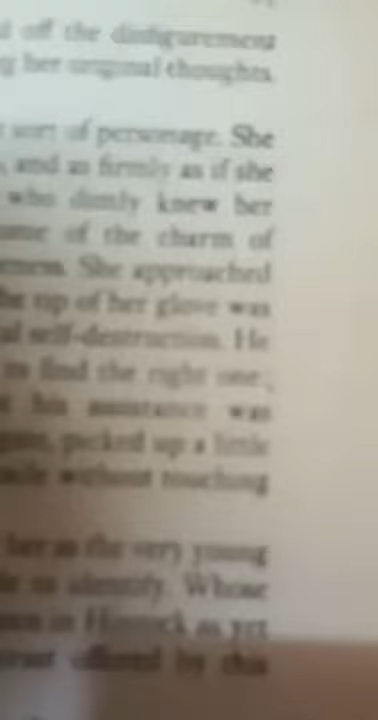 off the disfigurement
her original thoughts.
sort of personage. She
and as firmly as if she
who dimly knew her
of the charm of
She approached
tip of her glove was
self-destruction. He
to find the right one;
his assistance was
picked up a little
without touching
her as the very young
to identify. Whose
in Hintock as yet
offered by this